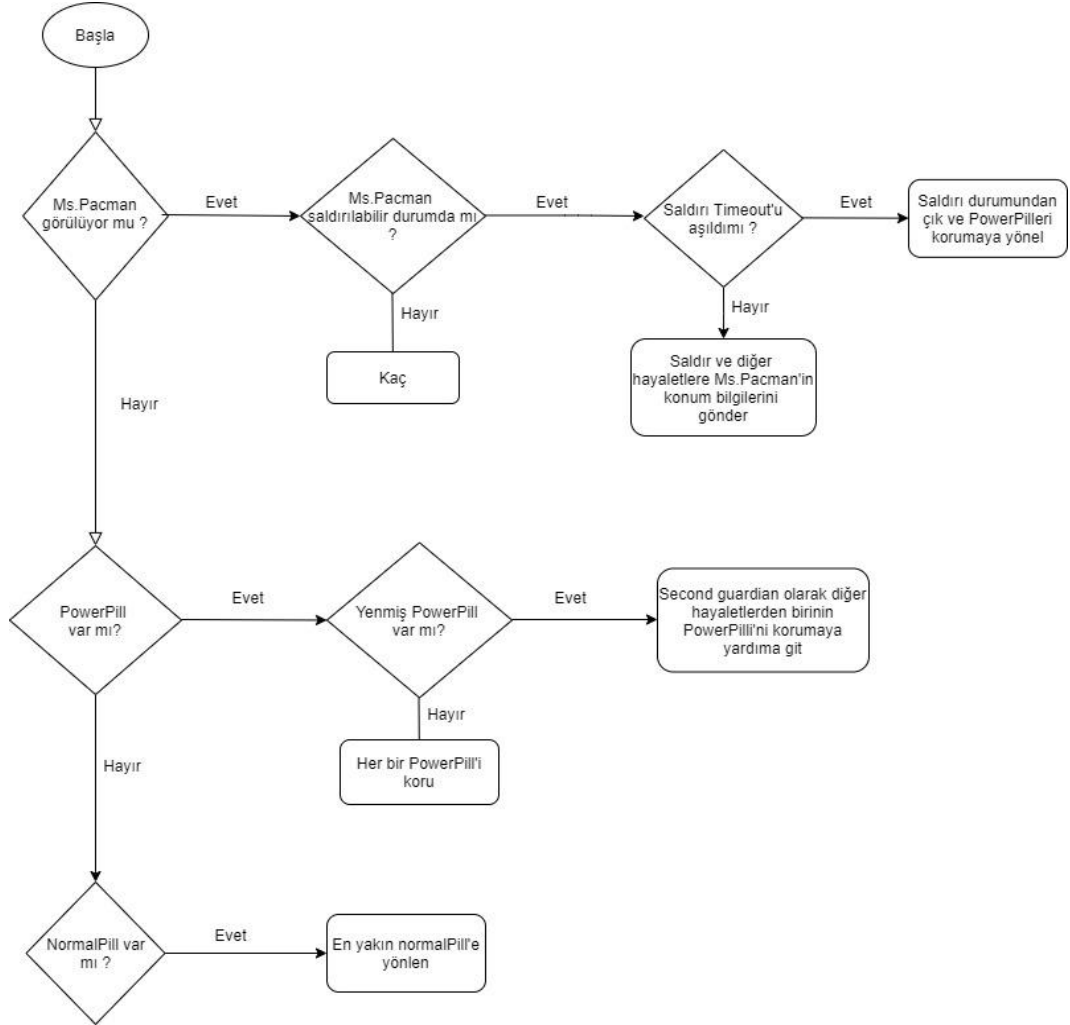 Başla
Ms.Pacman
görülüyor mu ?
Evet
Ms.Pacman
saldırılabilir durumda mı
?
Evet
Saldırı Timeout'u
aşıldımı ?
Evet
Saldırı durumundan
çık ve PowerPilleri
korumaya yönel
Hayır
Kaç
Hayır
Saldır ve diğer
hayaletlere Ms.Pacman'in
konum bilgilerini
gönder
Hayır
PowerPill
var mı?
Evet
Yenmiş PowerPill
var mı?
Evet
Second guardian olarak diğer
hayaletlerden birinin
PowerPilli'ni korumaya
yardıma git
Hayır
Her bir PowerPill'i
koru
Hayır
NormalPill var
mı ?
Evet
En yakın normalPill'e
yönlen